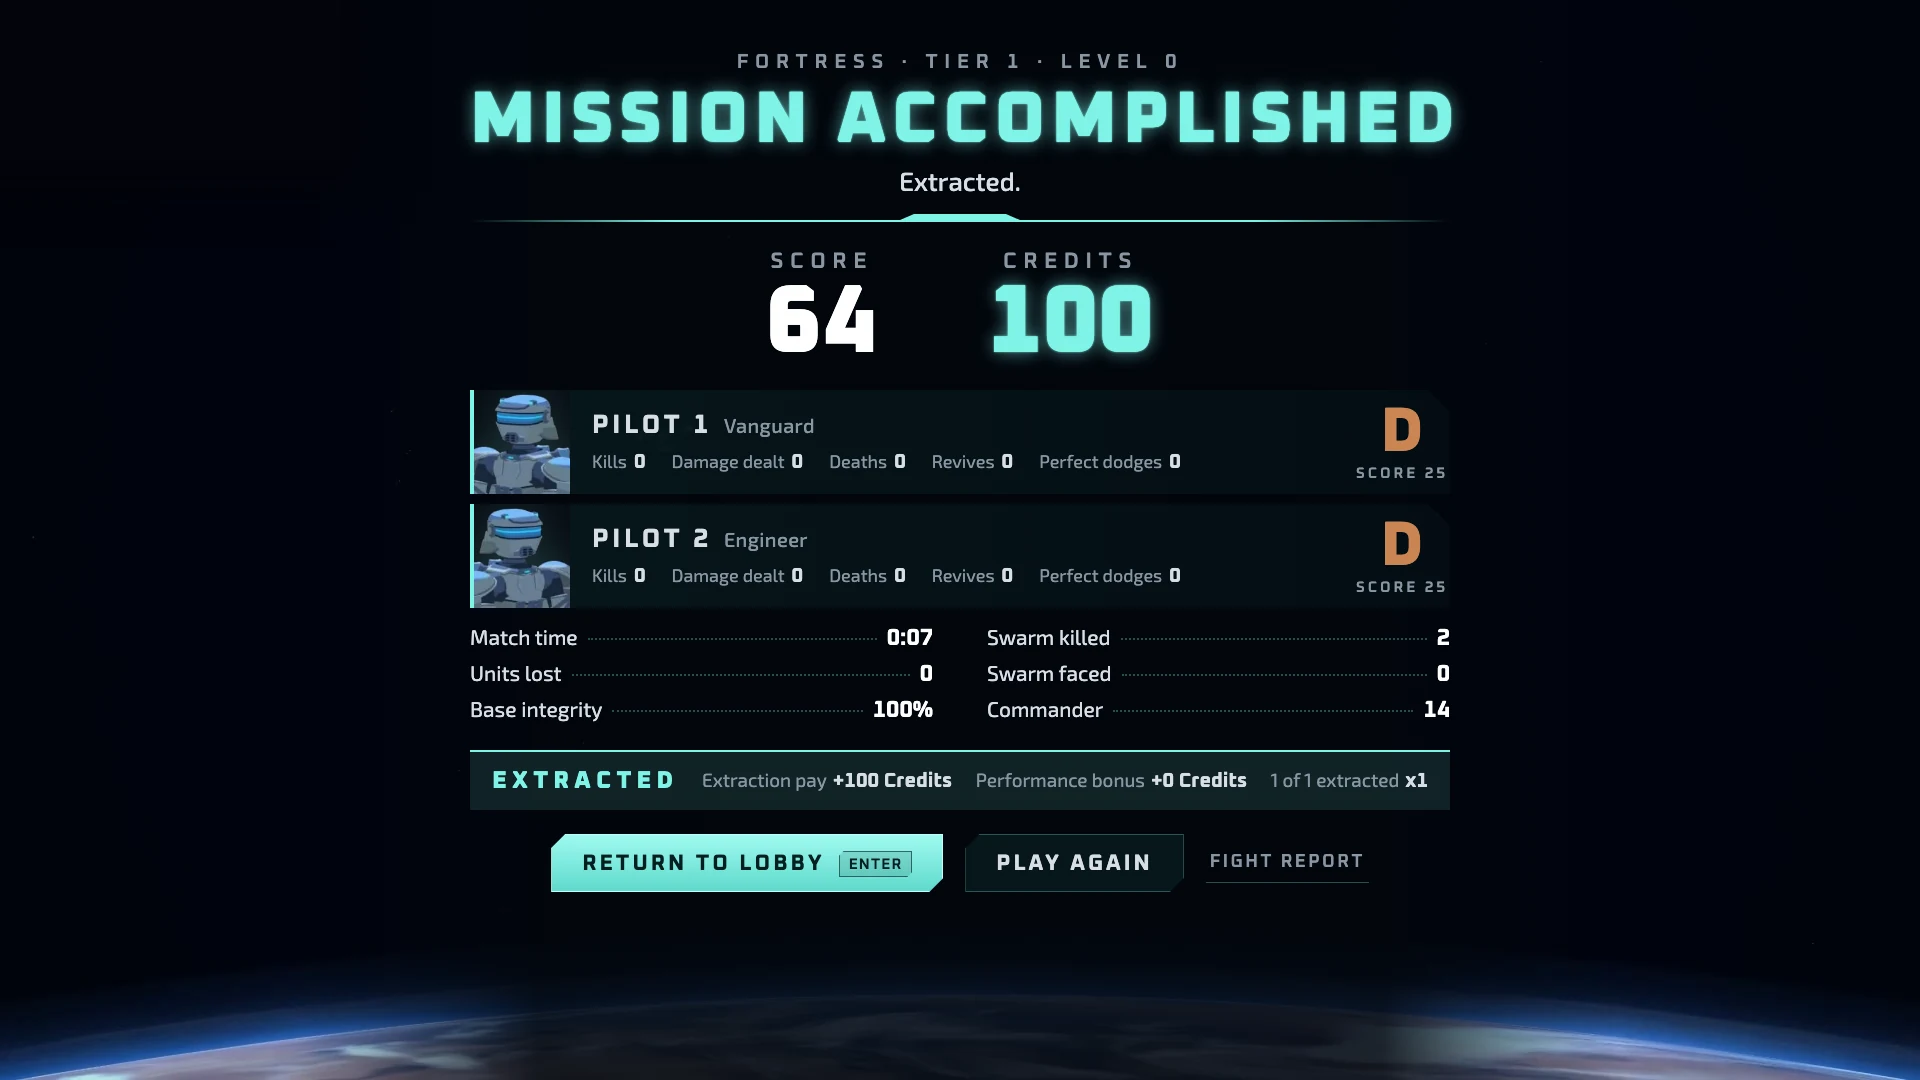 FORTRESS · TIER 1 · LEVEL 0
MISSION ACCOMPLISHED
Extracted.
SCORE
64
CREDITS
100
PILOT 1 Vanguard
Kills 0 Damage dealt 0 Deaths 0 Revives 0 Perfect dodges 0
D
SCORE 25
PILOT 2 Engineer
Kills 0 Damage dealt 0 Deaths 0 Revives 0 Perfect dodges 0
D
SCORE 25
Match time 0:07
Swarm killed 2
Units lost 0
Swarm faced 0
Base integrity 100%
Commander 14
EXTRACTED Extraction pay +100 Credits Performance bonus +0 Credits 1 of 1 extracted x1
RETURN TO LOBBY ENTER
PLAY AGAIN
FIGHT REPORT